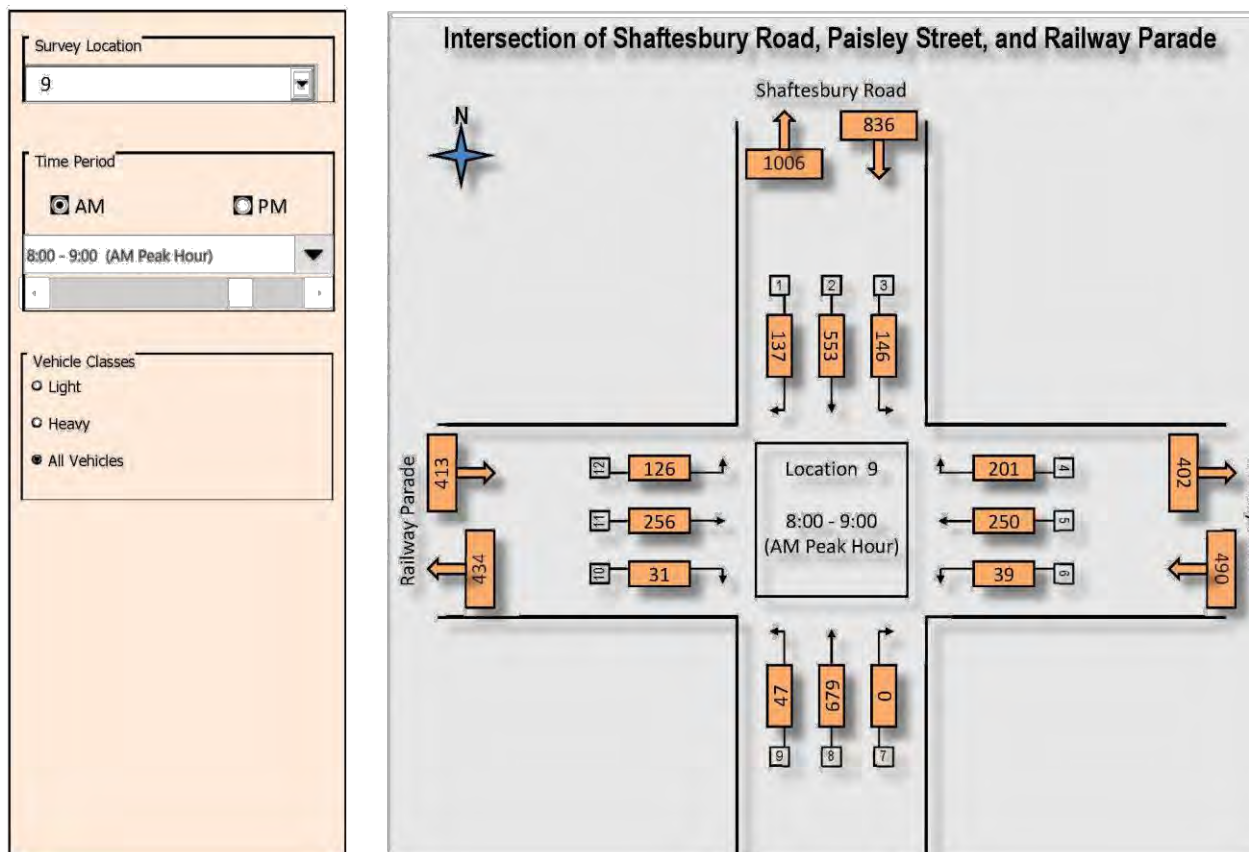 Survey Location
9
Time Period
AM
PM
8:00 - 9:00 (AM Peak Hour)
Vehicle Classes
Light
Heavy
All Vehicles
Intersection of Shaftesbury Road, Paisley Street, and Railway Parade
Shaftesbury Road
N
1006
836
1
2
3
137
553
146
Railway Parade
413
434
12
126
11
256
10
31
Location 9
8:00 - 9:00
(AM Peak Hour)
201
4
250
5
39
6
402
490
47
679
0
9
8
7